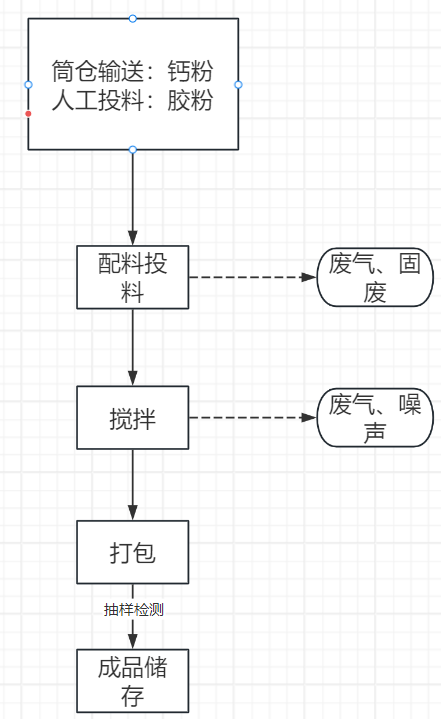 筒仓输送：钙粉
人工投料：胶粉
配料投
料
废气、固
废
搅拌
废气、噪
声
打包
抽样检测
成品储
存